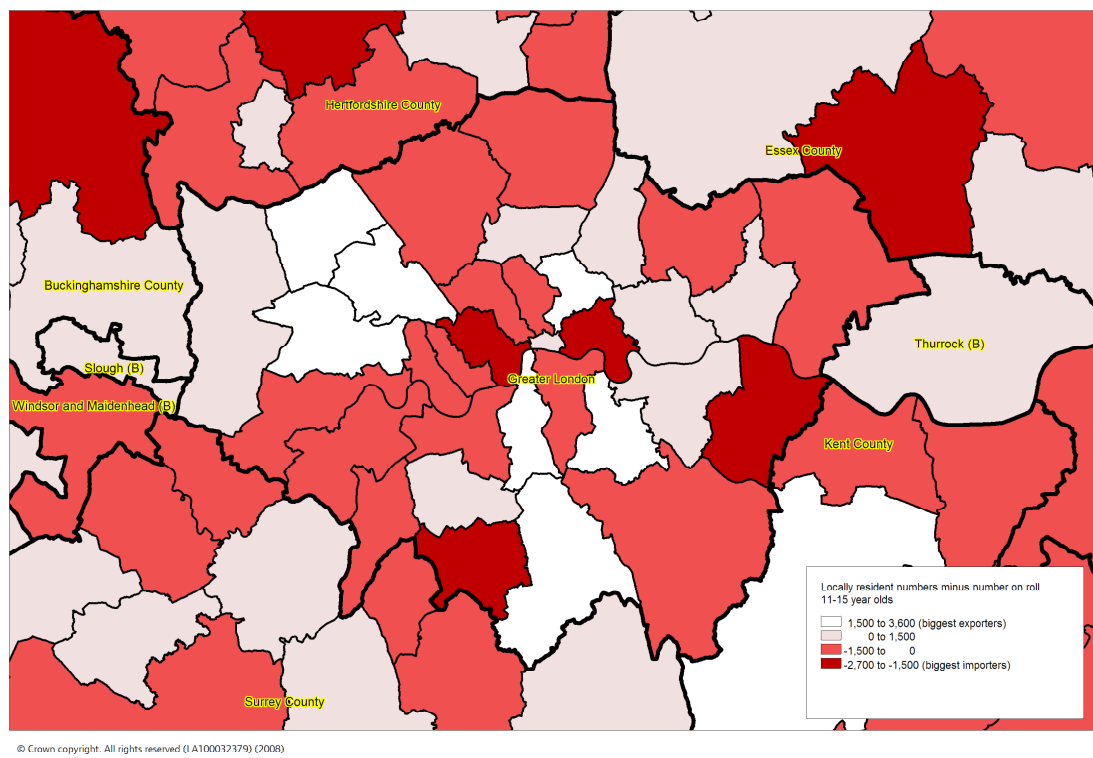 Hertfordshire County
Essex County
Buckinghamshire County
Thurrock (B)
Slough (B)
Greater London
Windsor and Maidenhead (B)
Kent County
Surrey County
Locally resident numbers minus number on roll
11-15 year olds
1,500 to 3,600 (biggest exporters)
0 to 1,500
-1,500 to 0
-2,700 to -1,500 (biggest importers)
© Crown copyright. All rights reserved (LA100032379) (2008)